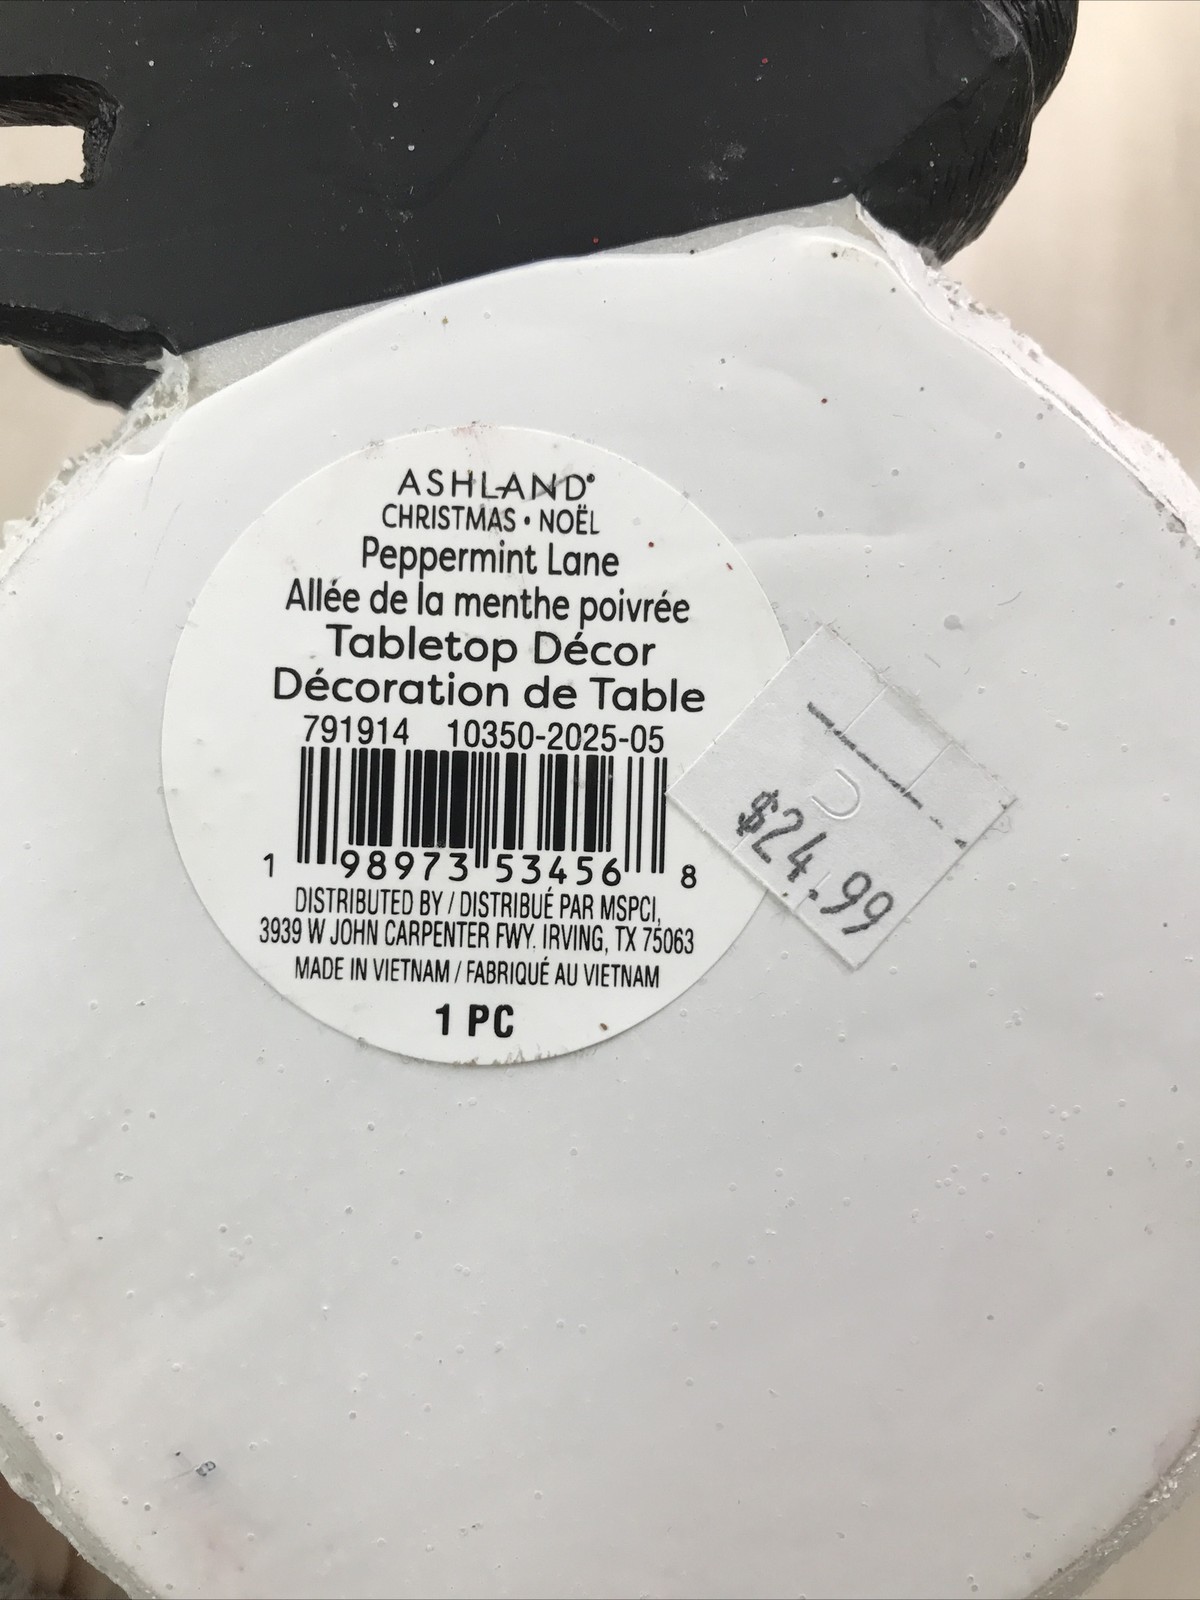 ASHLAND®
CHRISTMAS • NOËL
Peppermint Lane
Allée de la menthe poivrée
Tabletop Décor
Décoration de Table
791914 10350-2025-05
1 98973 53456 8
DISTRIBUTED BY / DISTRIBUÉ PAR MSPCI,
3939 W JOHN CARPENTER FWY. IRVING, TX 75063
MADE IN VIETNAM / FABRIQUÉ AU VIETNAM
1 PC
$24.99